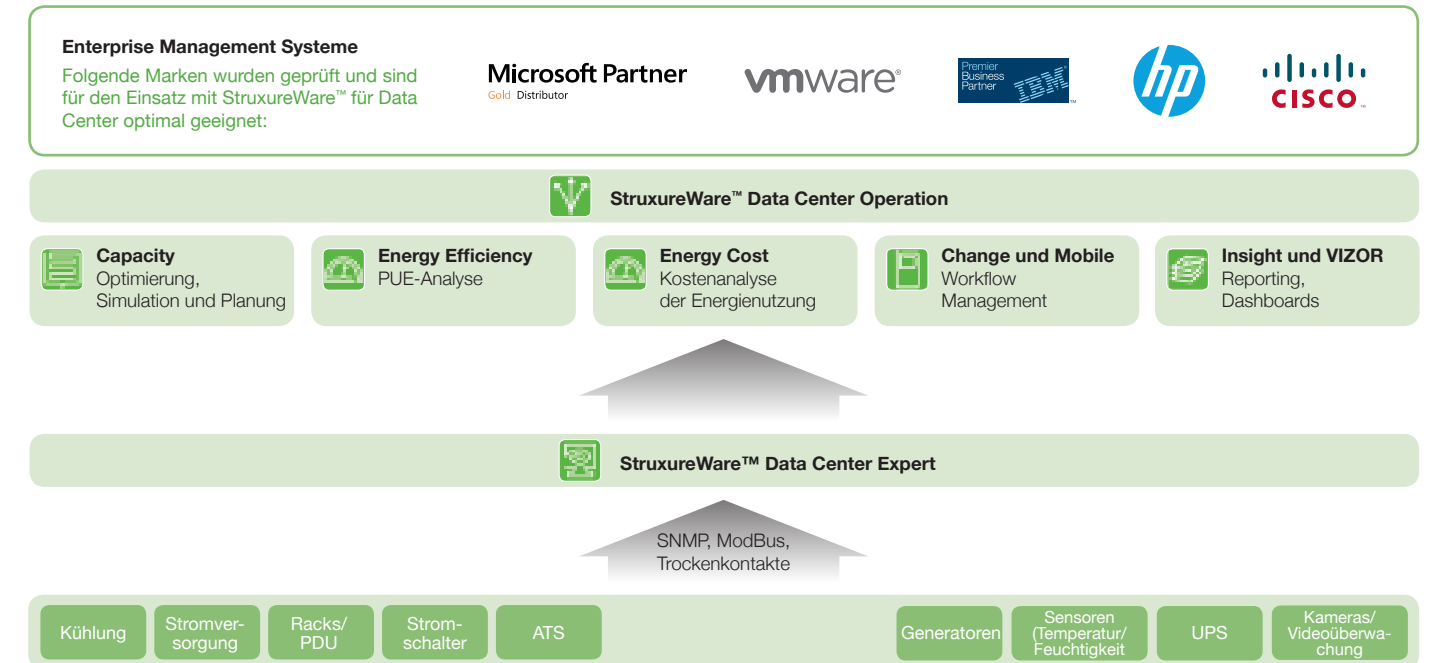 Enterprise Management Systeme
Folgende Marken wurden geprüft und sind
für den Einsatz mit StruxureWare™ für Data
Center optimal geeignet:
Microsoft Partner
Gold Distributor
vmware®
Premier
Business
Partner
IBM®
™
hp
CISCO™
StruxureWare™ Data Center Operation
Capacity
Optimierung,
Simulation und Planung
Energy Efficiency
PUE-Analyse
Energy Cost
Kostenanalyse
der Energienutzung
Change und Mobile
Workflow
Management
Insight und VIZOR
Reporting,
Dashboards
StruxureWare™ Data Center Expert
SNMP, ModBus,
Trockenkontakte
Kühlung
Stromver-
sorgung
Racks/
PDU
Strom-
schalter
ATS
Generatoren
Sensoren
(Temperatur/
Feuchtigkeit
UPS
Kameras/
Videoüberwa-
chung